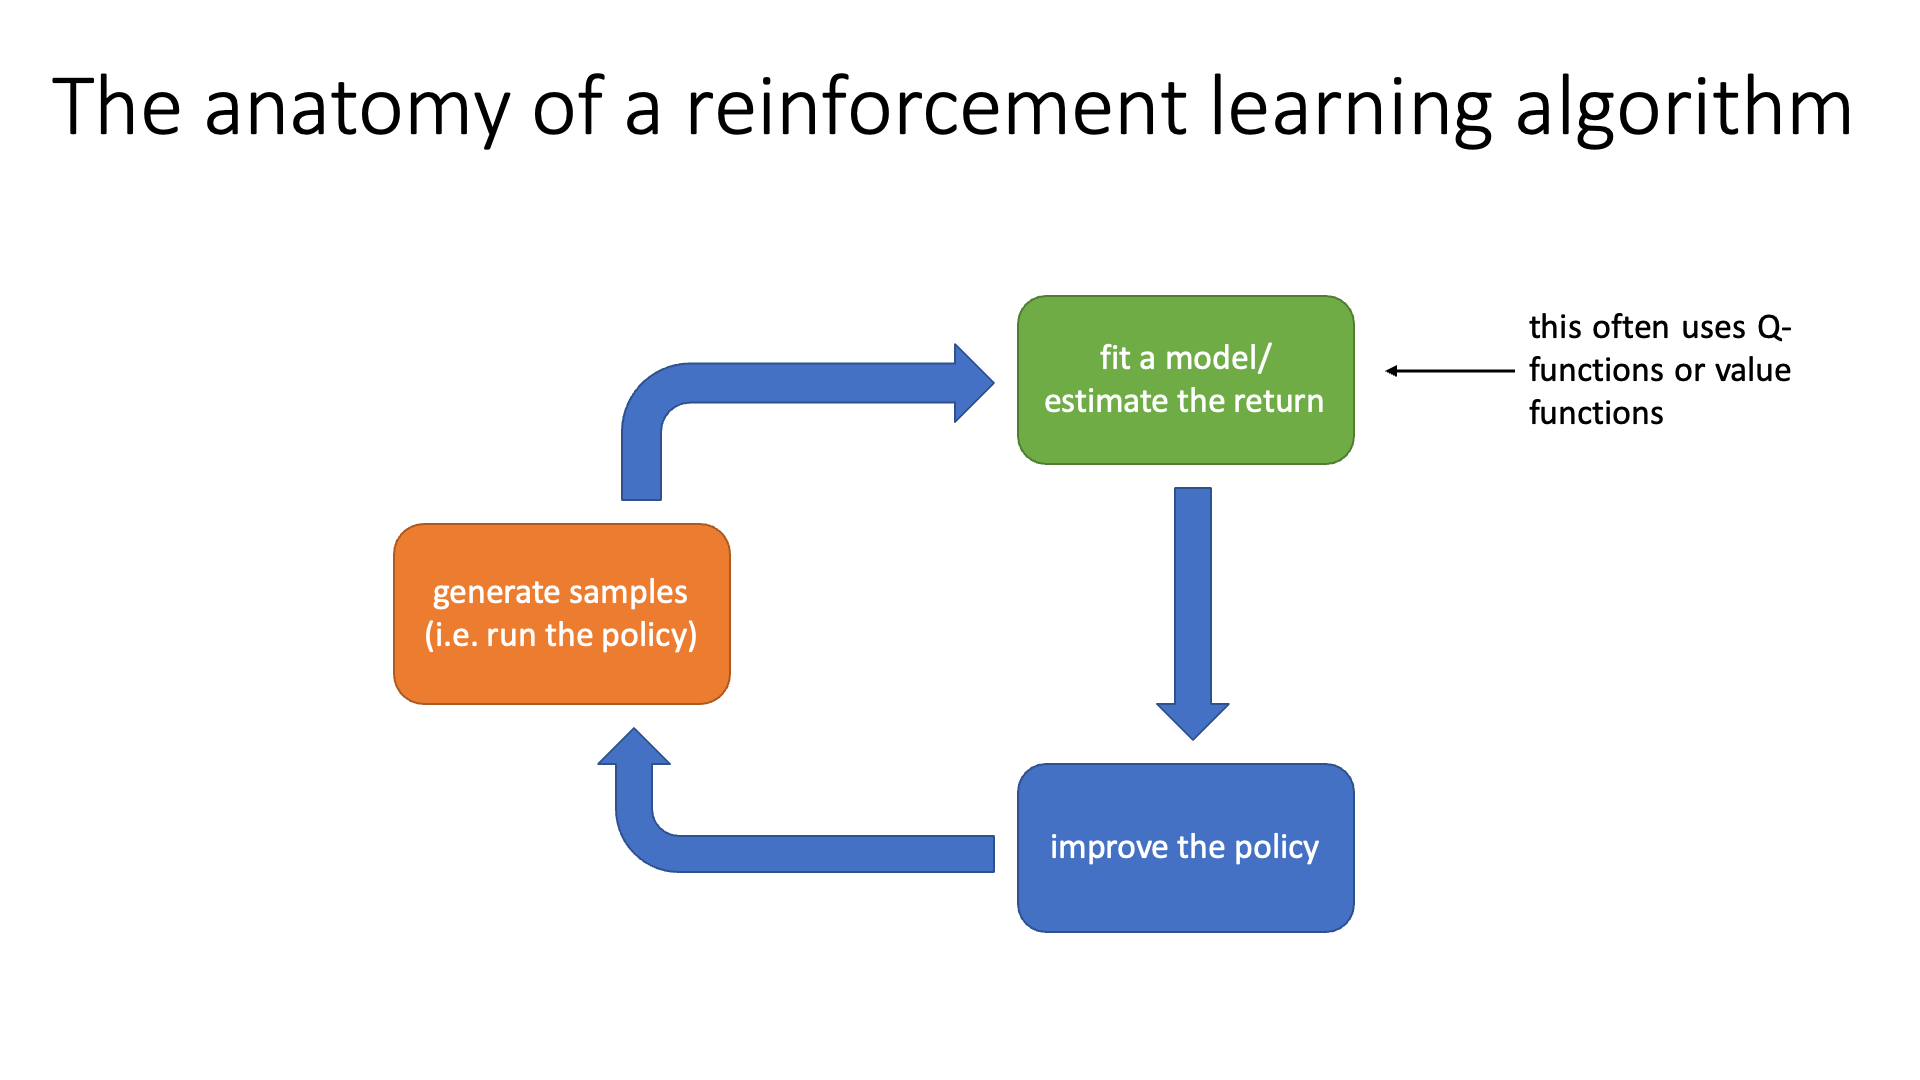 The anatomy of a reinforcement learning algorithm
fit a model/
estimate the return
this often uses Q-
functions or value
functions
generate samples
(i.e. run the policy)
improve the policy